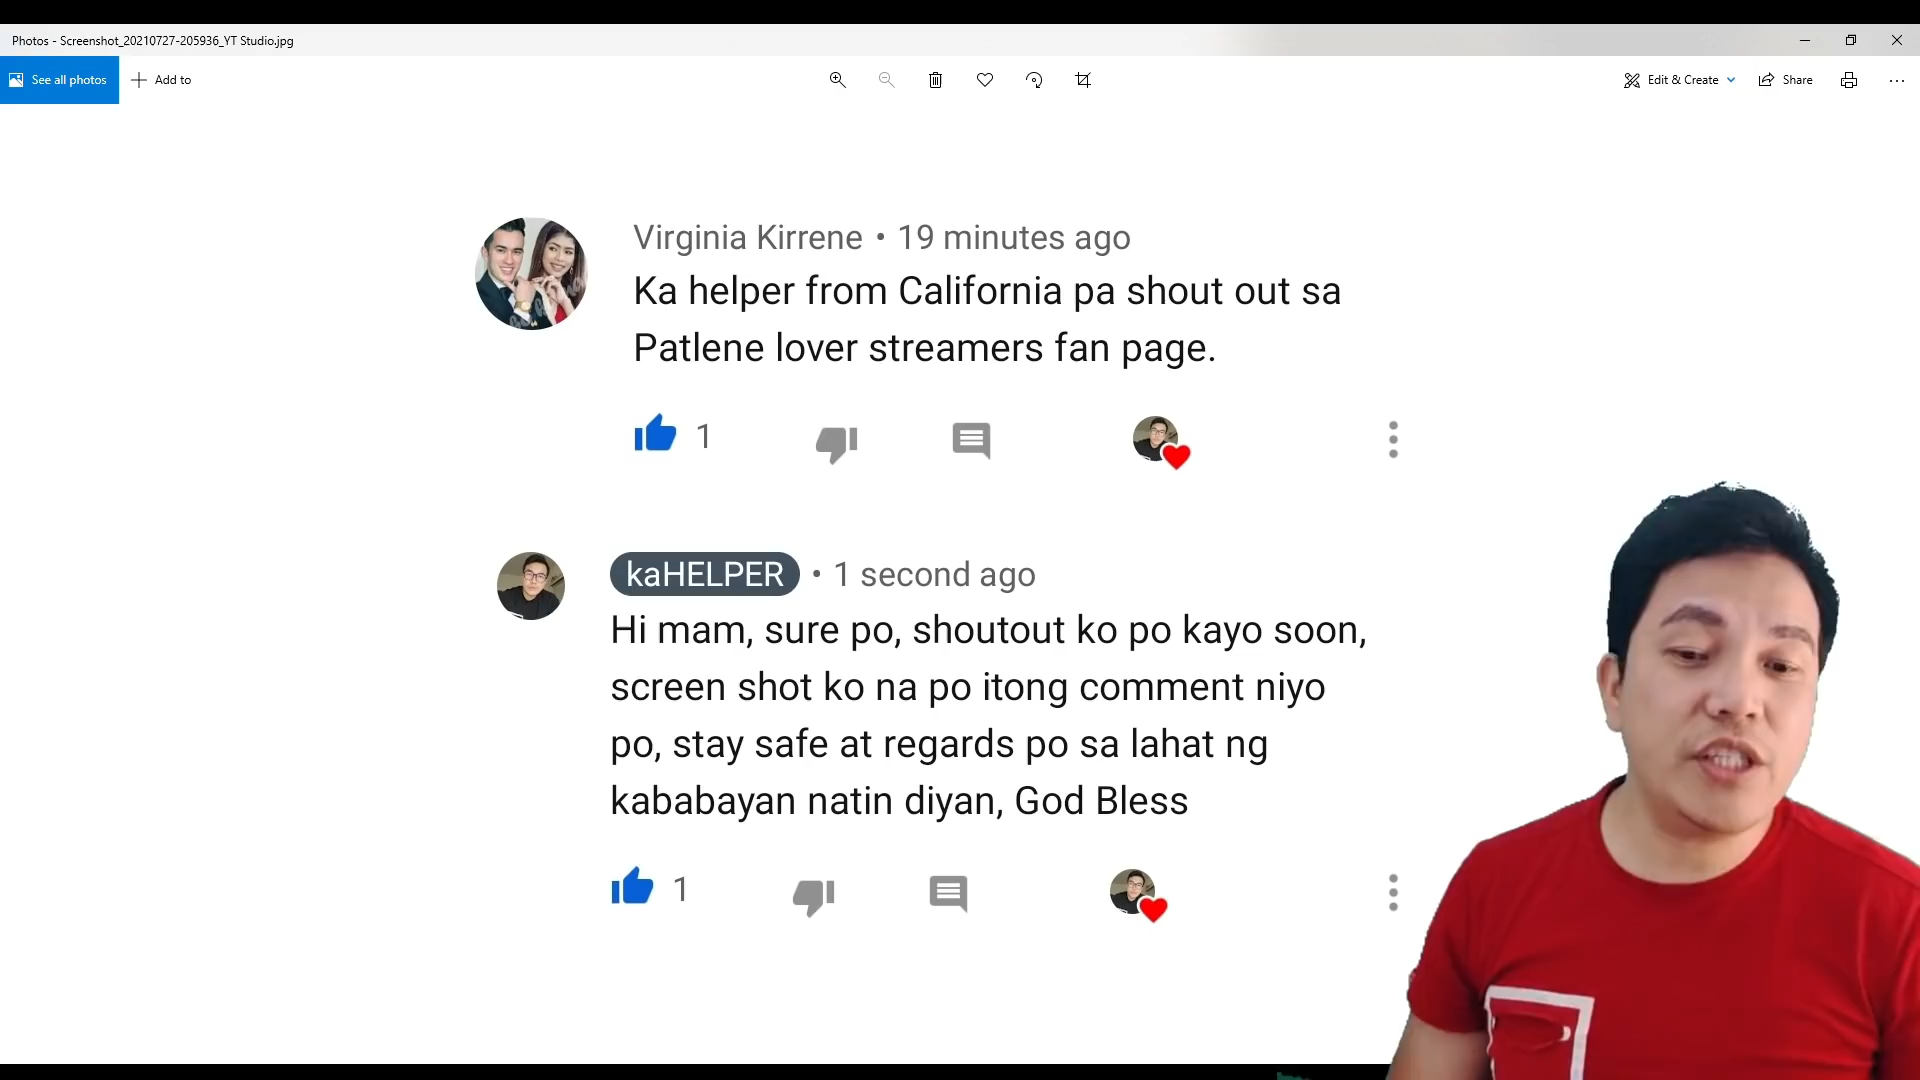 Photos - Screenshot_20210727-205936_YT Studio.jpg
See all photos
Add to
Edit & Create
Share
Virginia Kirrene • 19 minutes ago
Ka helper from California pa shout out sa
Patlene lover streamers fan page.
1
kaHELPER • 1 second ago
Hi mam, sure po, shoutout ko po kayo soon,
screen shot ko na po itong comment niyo
po, stay safe at regards po sa lahat ng
kababayan natin diyan, God Bless
1